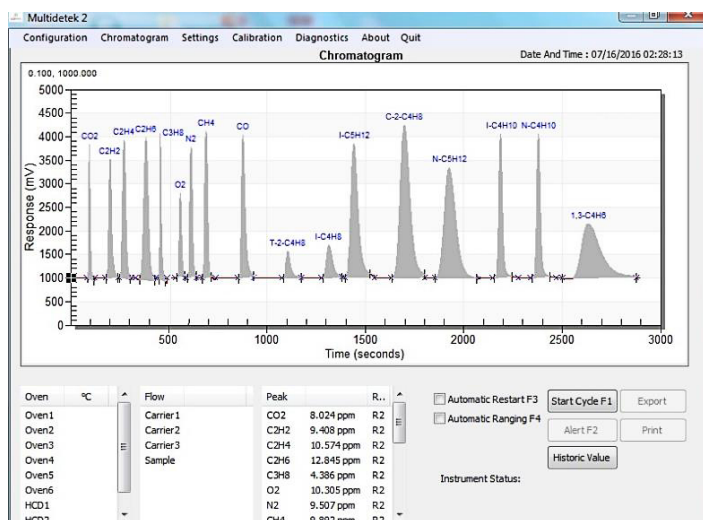 Multidetek 2
Configuration Chromatogram Settings Calibration Diagnostics About Quit
Chromatogram
Date And Time : 07/16/2016 02:28:13
0.100, 1000.000
Response (mV)
5000
4500
4000
3500
3000
2500
2000
1500
1000
500
0
CO2
C2H2
C2H4
C2H6
C3H8
O2
N2
CH4
CO
T-2-C4H8
I-C4H8
I-C5H12
C-2-C4H8
N-C5H12
I-C4H10
N-C4H10
1,3-C4H6
500 1000 1500 2000 2500 3000
Time (seconds)
Oven °C
Oven1
Oven2
Oven3
Oven4
Oven5
Oven6
HCD1
HCD2
Flow
Carrier1
Carrier2
Carrier3
Sample
Peak R..
CO2 8.024 ppm R2
C2H2 9.408 ppm R2
C2H4 10.574 ppm R2
C2H6 12.845 ppm R2
C3H8 4.386 ppm R2
O2 10.305 ppm R2
N2 9.507 ppm R2
CH4 9.892 ppm R2
Automatic Restart F3
Automatic Ranging F4
Start Cycle F1
Export
Alert F2
Print
Historic Value
Instrument Status: